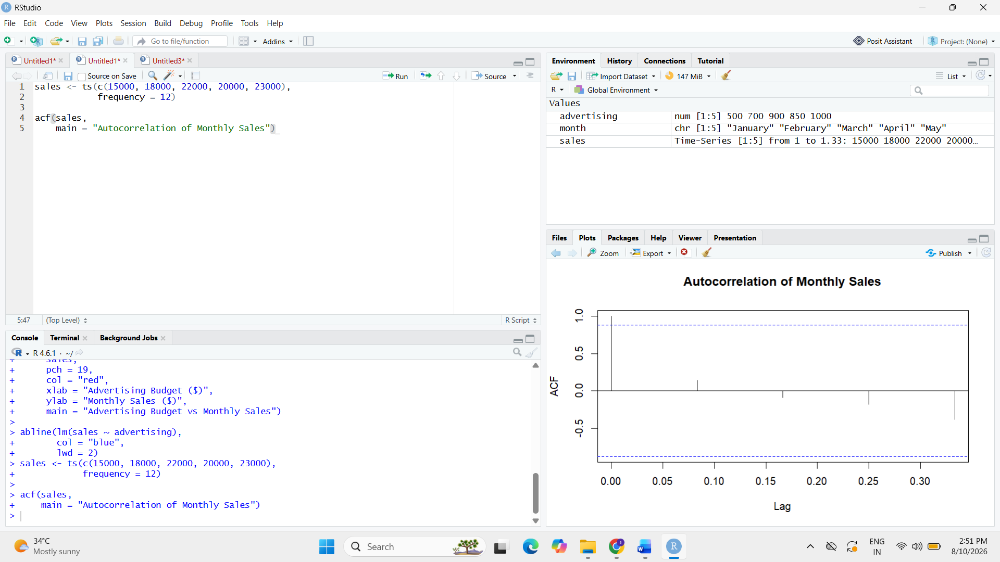 RStudio
File Edit Code View Plots Session Build Debug Profile Tools Help
Go to file/function Addins Posit Assistant Project: (None)
Untitled1* Untitled1* Untitled3*
Source on Save Run Source
1 sales <- ts(c(15000, 18000, 22000, 20000, 23000),
2 frequency = 12)
3
4 acf(sales,
5 main = "Autocorrelation of Monthly Sales")
5:47 (Top Level) R Script
Console Terminal Background Jobs
R 4.6.1 · ~/
+ sales,
+ pch = 19,
+ col = "red",
+ xlab = "Advertising Budget ($)",
+ ylab = "Monthly Sales ($)",
+ main = "Advertising Budget vs Monthly Sales")
>
> abline(lm(sales ~ advertising),
+ col = "blue",
+ lwd = 2)
> sales <- ts(c(15000, 18000, 22000, 20000, 23000),
+ frequency = 12)
>
> acf(sales,
+ main = "Autocorrelation of Monthly Sales")
>
Environment History Connections Tutorial
Import Dataset 147 MiB List
R Global Environment
Values
advertising num [1:5] 500 700 900 850 1000
month chr [1:5] "January" "February" "March" "April" "May"
sales Time-Series [1:5] from 1 to 1.33: 15000 18000 22000 20000…
Files Plots Packages Help Viewer Presentation
Zoom Export Publish
Autocorrelation of Monthly Sales
ACF
1.0
0.5
0.0
-0.5
0.00 0.05 0.10 0.15 0.20 0.25 0.30
Lag
34°C
Mostly sunny
Search
ENG
IN
2:51 PM
8/10/2026